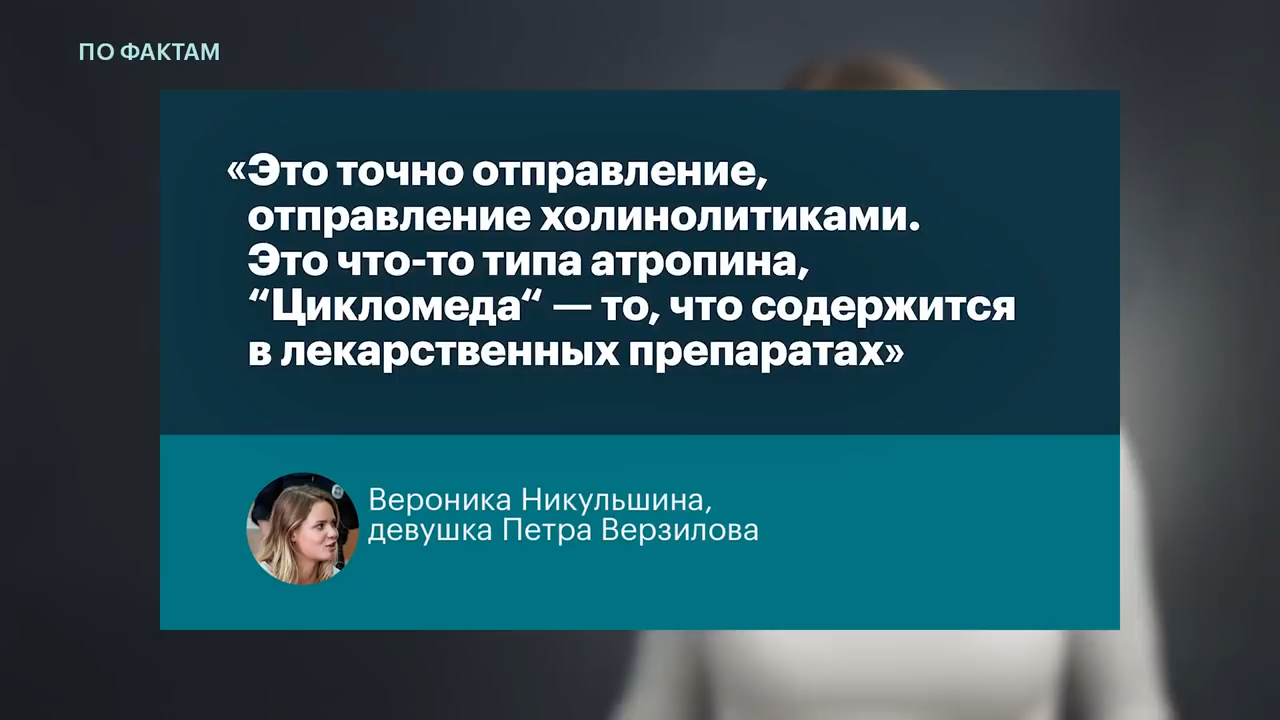 ПО ФАКТАМ
«Это точно отправление,
отправление холинолитиками.
Это что-то типа атропина,
“Цикломеда“ — то, что содержится
в лекарственных препаратах»
Вероника Никульшина,
девушка Петра Верзилова